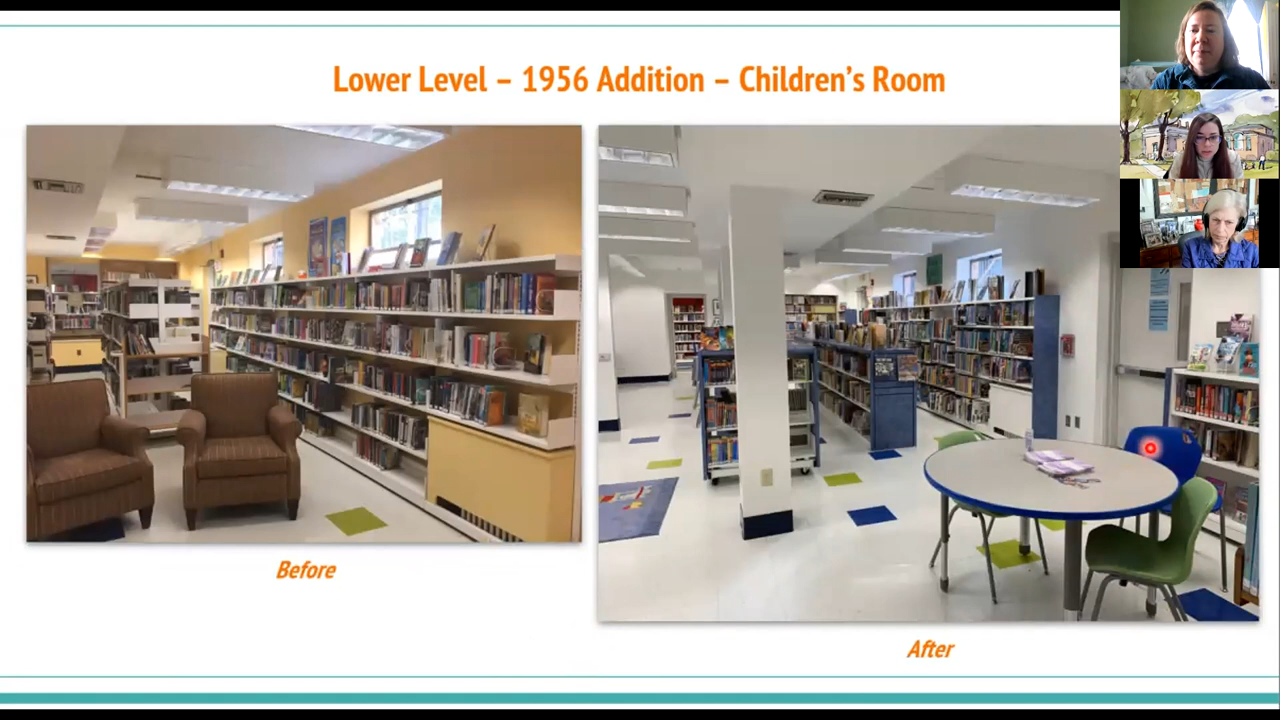 Lower Level – 1956 Addition – Children's Room
Before
After